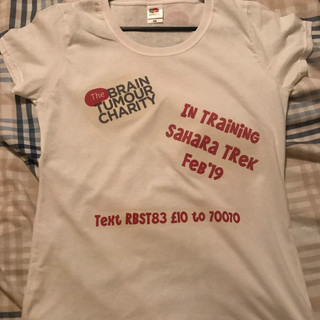 The
BRAIN
TUMOUR
CHARITY
IN TRaiNiNG
SaHaRa TReK
FeB'19
Text RBST83 £10 to 70070